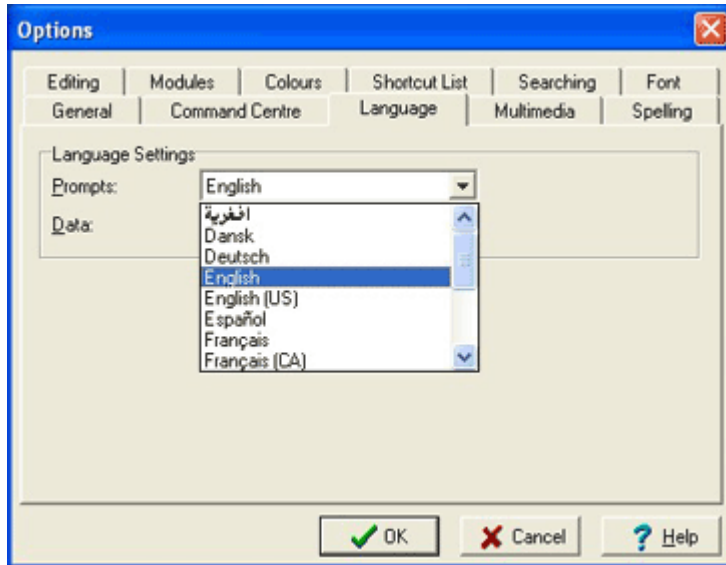 Options
Editing Modules Colours Shortcut List Searching Font
General Command Centre Language Multimedia Spelling
Language Settings
Prompts: English
Data:
افغرية
Dansk
Deutsch
English
English (US)
Español
Français
Français (CA)
OK Cancel Help